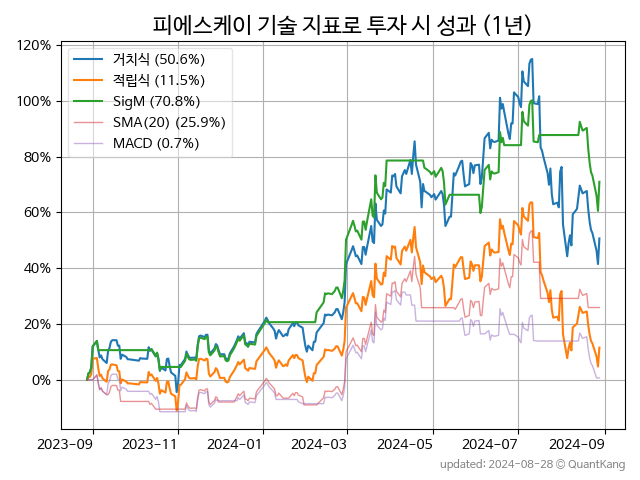 피에스케이 기술 지표로 투자 시 성과 (1년)
120%
100%
80%
60%
40%
20%
0%
거치식 (50.6%)
적립식 (11.5%)
SigM (70.8%)
SMA(20) (25.9%)
MACD (0.7%)
2023-09
2023-11
2024-01
2024-03
2024-05
2024-07
2024-09
updated: 2024-08-28 © QuantKang